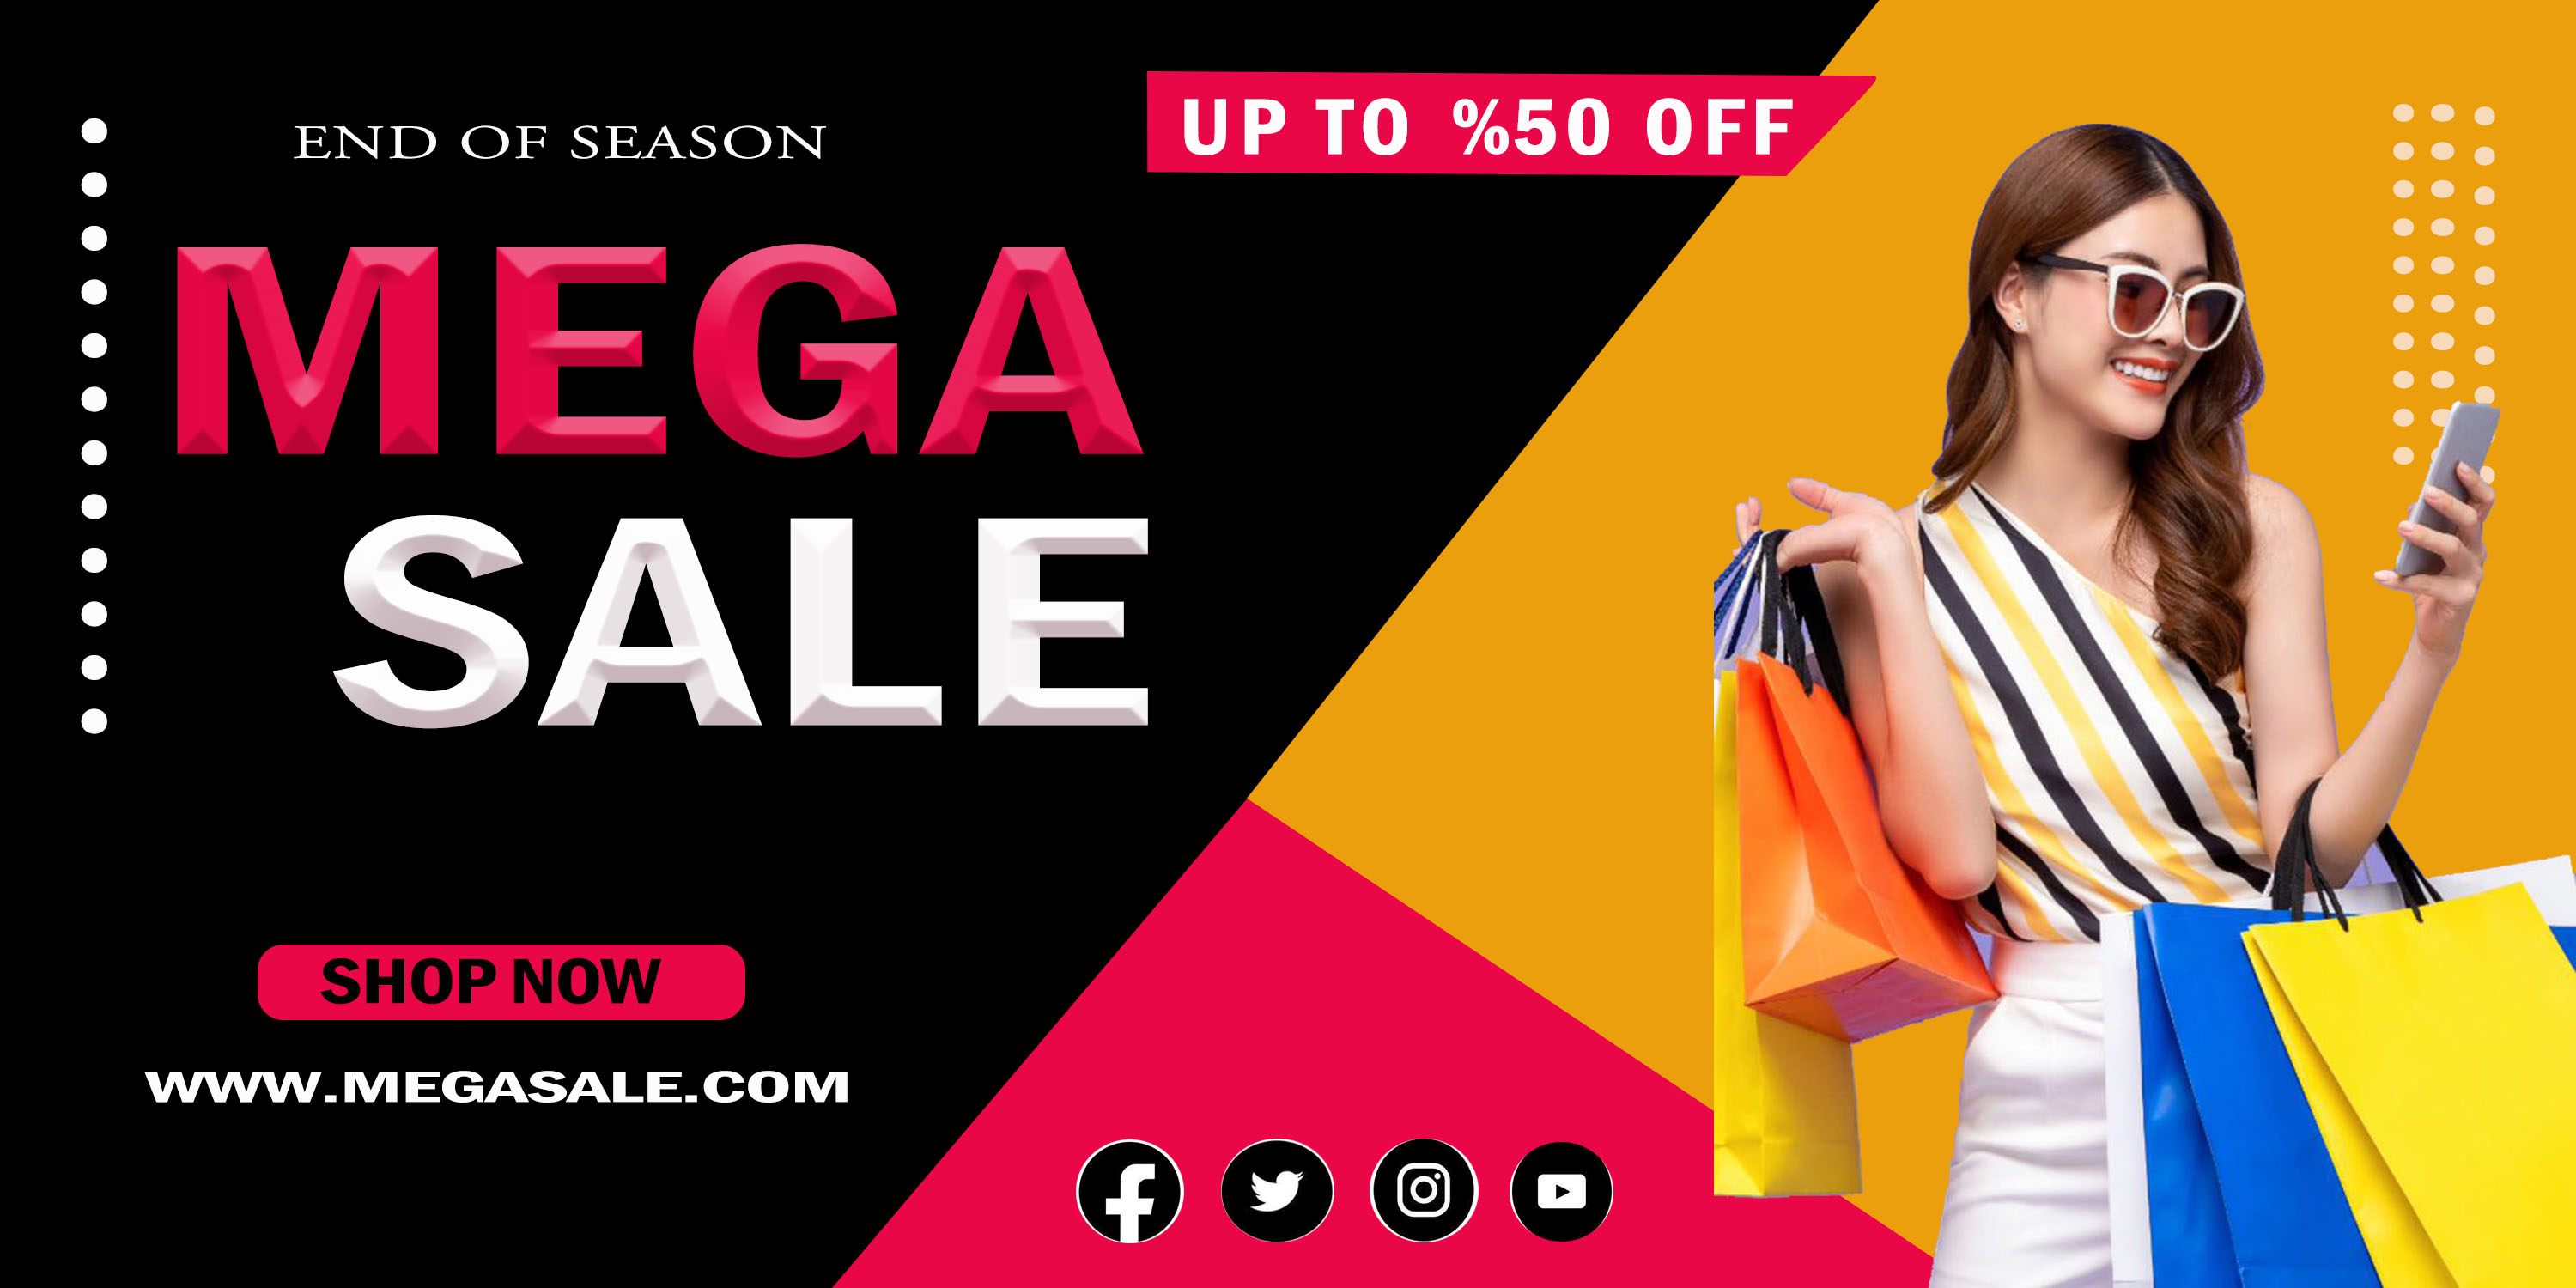 END OF SEASON
UP TO %50 OFF
MEGA
SALE
SHOP NOW
WWW.MEGASALE.COM